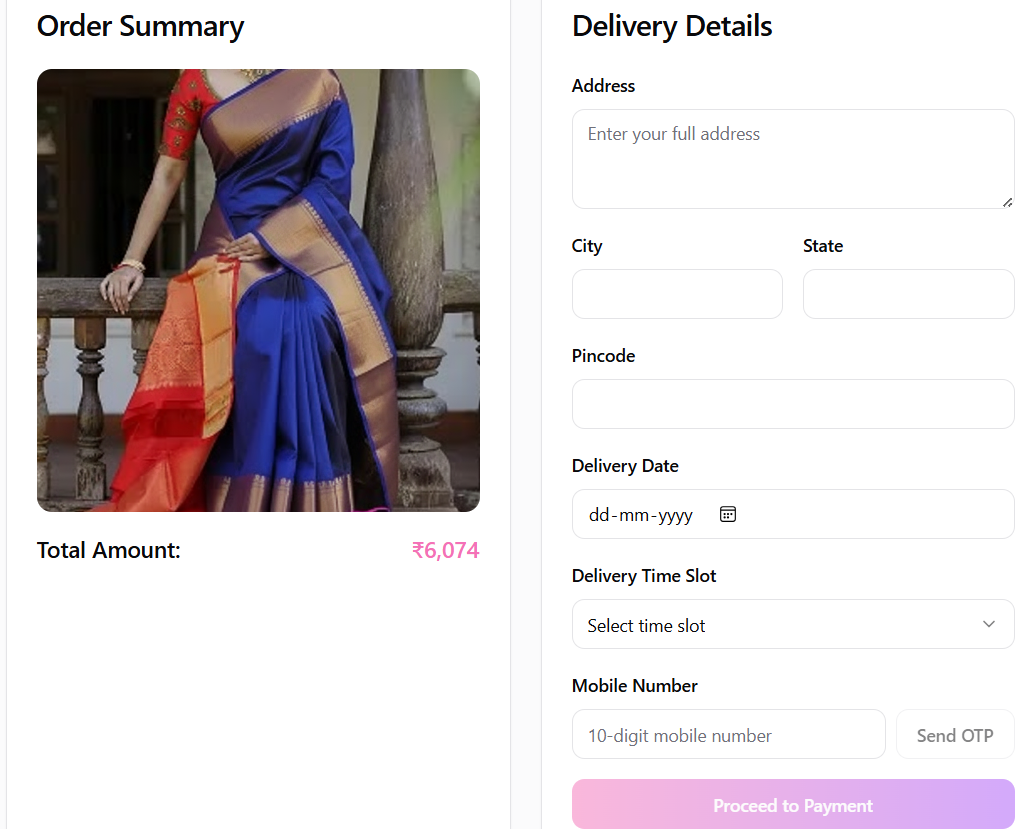 Order Summary
Total Amount: ₹6,074
Delivery Details
Address
Enter your full address
City State
Pincode
Delivery Date
dd-mm-yyyy
Delivery Time Slot
Select time slot
Mobile Number
10-digit mobile number Send OTP
Proceed to Payment